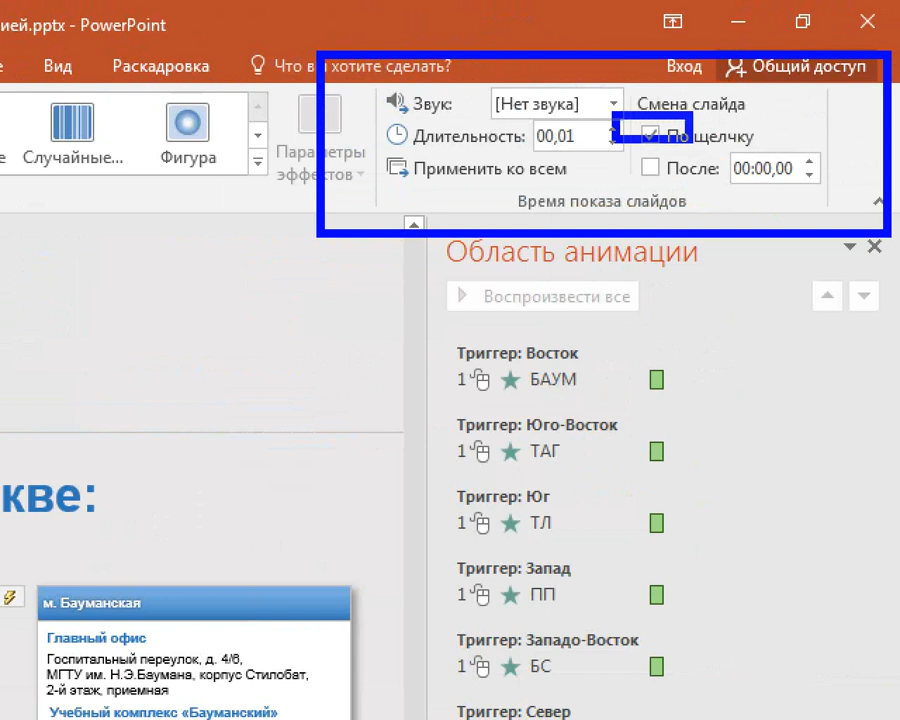 ией.pptx - PowerPoint
е Вид Раскадровка Что вы хотите сделать? Вход Общий доступ
Звук: [Нет звука] Смена слайда
Длительность: 00,01 По щелчку
е Случайные... Фигура Параметры эффектов
Применить ко всем После: 00:00,00
Время показа слайдов
Область анимации
Воспроизвести все
Триггер: Восток
1 БАУМ
Триггер: Юго-Восток
1 ТАГ
Триггер: Юг
1 ТЛ
Триггер: Запад
1 ПП
Триггер: Западо-Восток
1 БС
Триггер: Север
кве:
м. Бауманская
Главный офис
Госпитальный переулок, д. 4/6,
МГТУ им. Н.Э.Баумана, корпус Стилобат,
2-й этаж, приемная
Учебный комплекс «Бауманский»